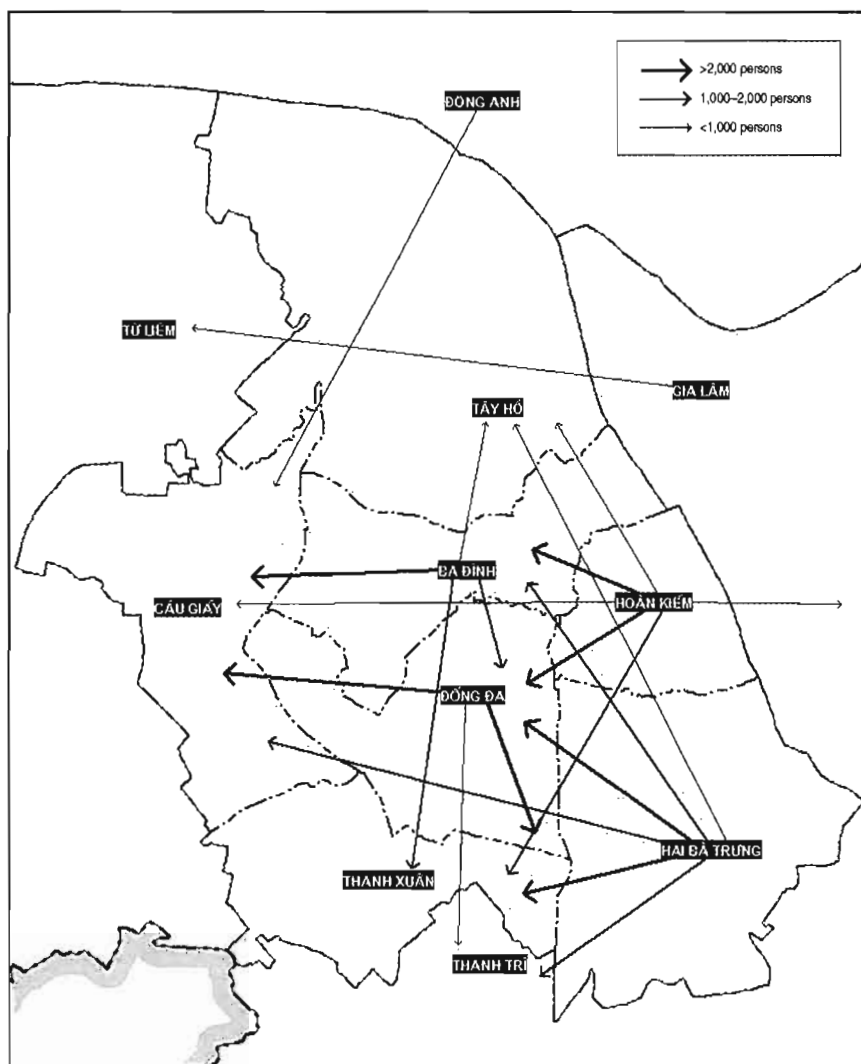 >2,000 persons
1,000–2,000 persons
<1,000 persons
ĐÔNG ANH
TỪ LIÊM
GIA LÂM
TÂY HỒ
BA ĐÌNH
CẦU GIẤY
HOÀN KIẾM
ĐỐNG ĐA
HAI BÀ TRƯNG
THANH XUÂN
THANH TRÌ